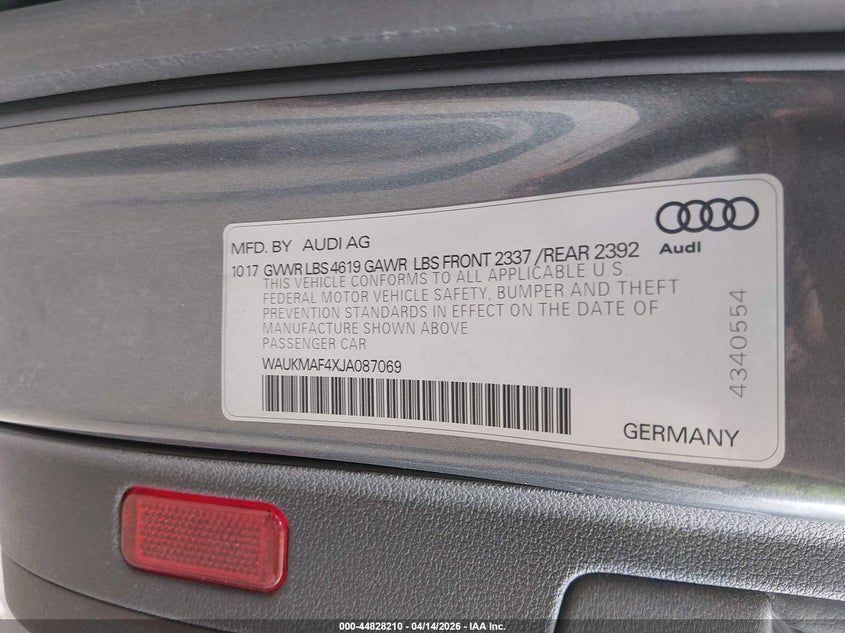 MFD. BY AUDI AG
Audi
10 17 GVWR LBS 4619 GAWR LBS FRONT 2337 /REAR 2392
THIS VEHICLE CONFORMS TO ALL APPLICABLE U.S.
FEDERAL MOTOR VEHICLE SAFETY, BUMPER AND THEFT
PREVENTION STANDARDS IN EFFECT ON THE DATE OF
MANUFACTURE SHOWN ABOVE
PASSENGER CAR
WAUKMAF4XJA087069
4340554
GERMANY
000-44828210 - 04/14/2026 - IAA Inc.